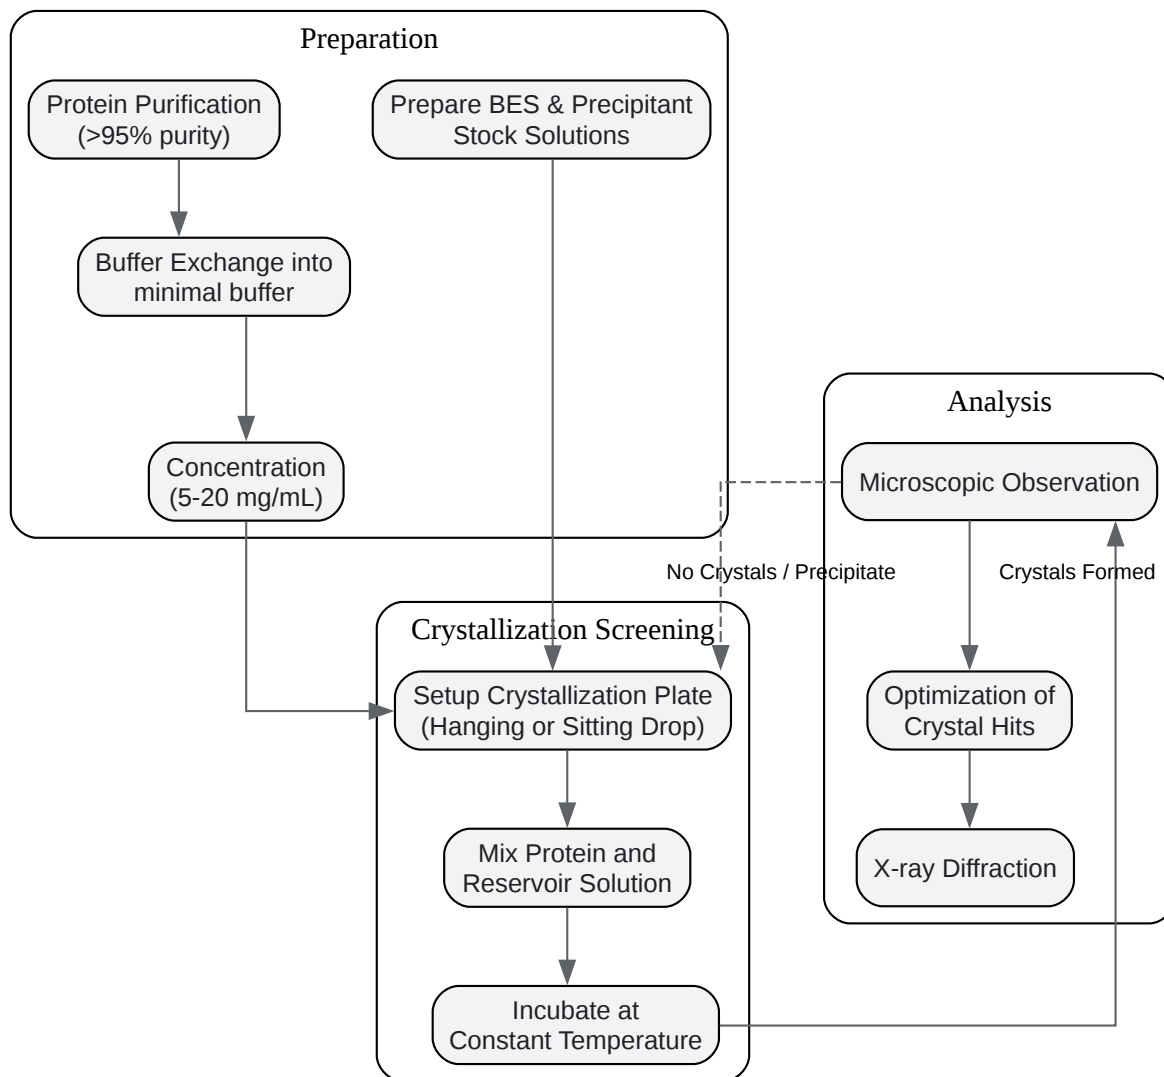 Preparation
Protein Purification
(>95% purity)
Prepare BES & Precipitant
Stock Solutions
Buffer Exchange into
minimal buffer
Concentration
(5-20 mg/mL)
Analysis
Microscopic Observation
No Crystals / Precipitate
Crystals Formed
Crystallization Screening
Setup Crystallization Plate
(Hanging or Sitting Drop)
Optimization of
Crystal Hits
Mix Protein and
Reservoir Solution
X-ray Diffraction
Incubate at
Constant Temperature